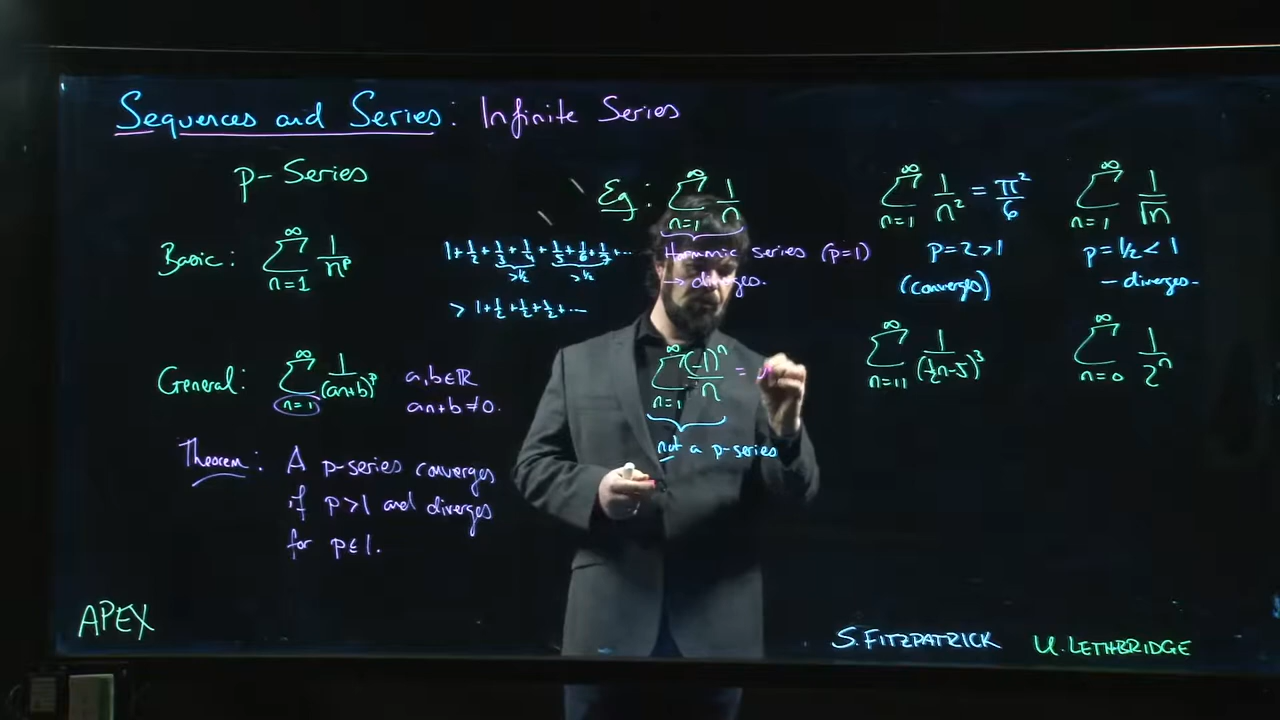 Sequences and Series: Infinite Series
p-Series
Basic: ∞ ∑ n=1 1/n^p
General: ∞ ∑ n=1 1/(an+b)^p a,b∈ℝ
an+b≠0.
Theorem: A p-series converges
if p>1 and diverges
for p≤1.
Eg: ∞ ∑ n=1 1/n
1+1/2+1/3+1/4+1/5+1/6+1/7+...
>1/2 >1/2
> 1+1/2+1/2+1/2+...
Harmonic series (p=1)
→ diverges.
∞ ∑ n=1 (-1)^n/n =
not a p-series
∞ ∑ n=1 1/n² = π²/6
p=2>1
(converges)
∞ ∑ n=1 1/√n
p=1/2<1
- diverges-
∞ ∑ n=11 1/(1/2n-5)³
∞ ∑ n=0 1/2^n
APEX
S. FITZPATRICK U. LETHBRIDGE